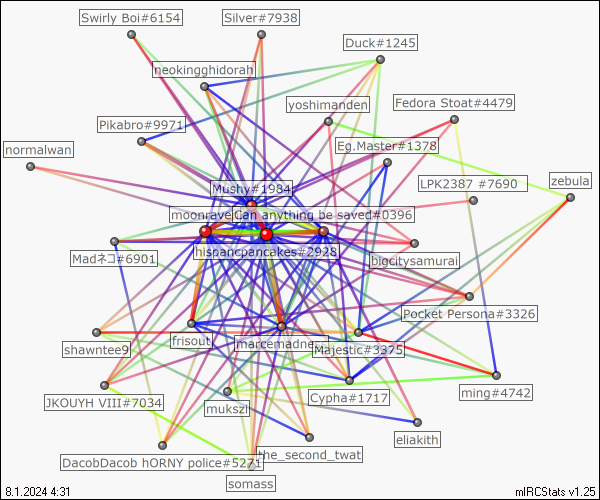 Swirly Boi#6154
Silver#7938
Duck#1245
neokingghidorah
yoshimanden
Fedora Stoat#4479
Pikabro#9971
normalwan
Eg.Master#1378
LPK2387 #7690
zebula
Mushy#1984
moonravel
Can anything be saved#0396
hispancpancakes#2928
Madネコ#6901
bigcitysamurai
Pocket Persona#3326
shawntee9
frisout
marcemadne
Majestic#3375
JKOUYH VIII#7034
mukszi
Cypha#1717
ming#4742
eliakith
DacobDacob hORNY police#5271
the_second_twat
somass
8.1.2024 4:31
mIRCStats v1.25